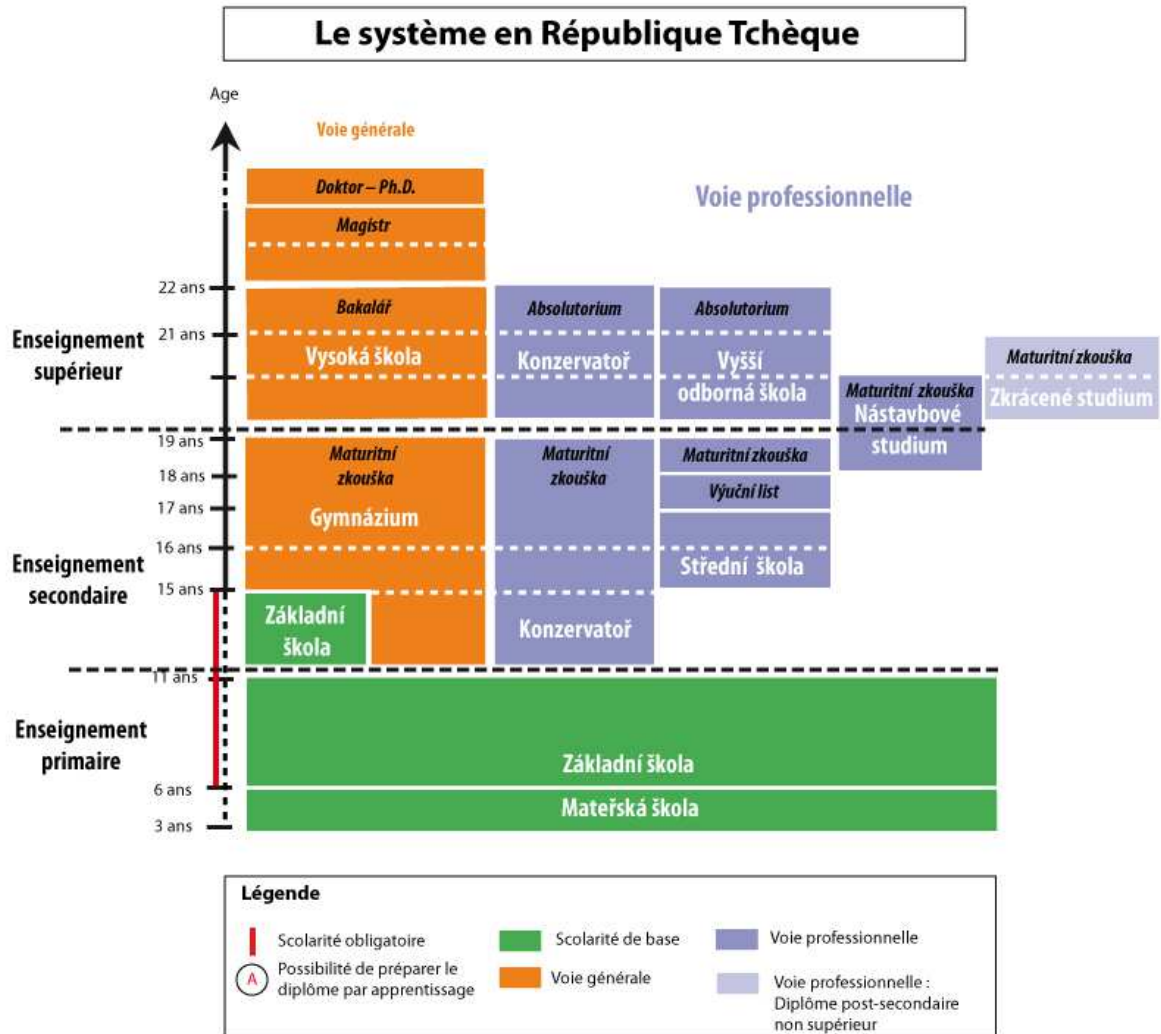 Le système en République Tchèque
Age
Voie générale
Doktor – Ph.D.
Voie professionnelle
Magistr
22 ans
Bakalář
Absolutorium
Absolutorium
21 ans
Enseignement
supérieur
Vysoká škola
Konzervatoř
Vyšší
odborná škola
Maturitní zkouška
Zkrácené studium
Maturitní zkouška
Nástavbové
studium
19 ans
Maturitní
zkouška
Maturitní
zkouška
Maturitní zkouška
18 ans
Výuční list
17 ans
Gymnázium
16 ans
Enseignement
secondaire
Střední škola
15 ans
Základní
škola
Konzervatoř
11 ans
Enseignement
primaire
Základní škola
6 ans
Mateřská škola
3 ans
Légende
Scolarité obligatoire
Scolarité de base
Voie professionnelle
A
Possibilité de préparer le
diplôme par apprentissage
Voie générale
Voie professionnelle :
Diplôme post-secondaire
non supérieur